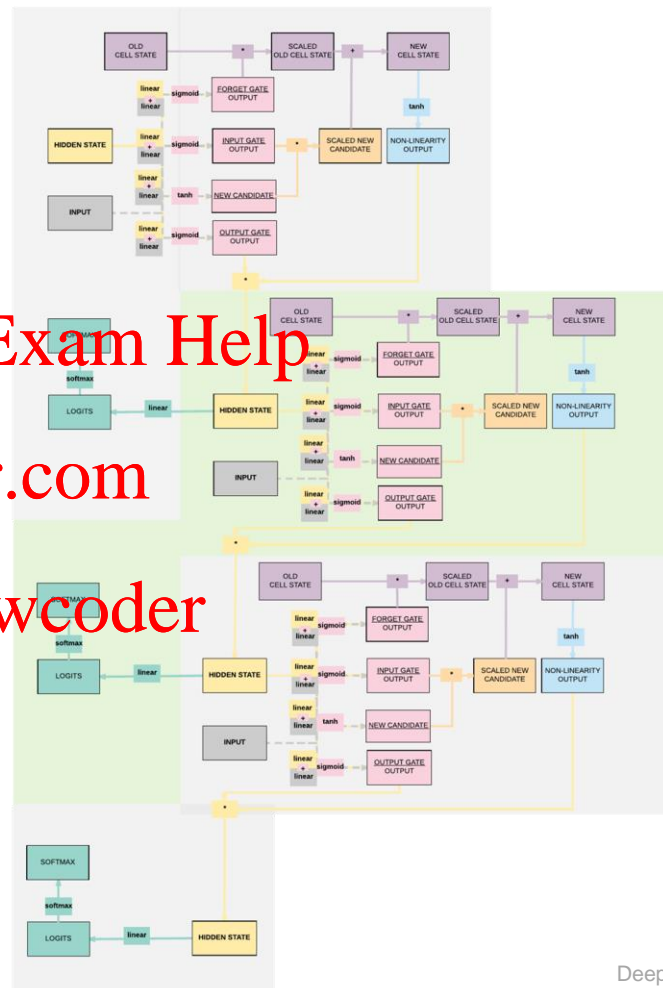 OLD
CELL STATE
*
SCALED
OLD CELL STATE
+
NEW
CELL STATE
linear
+
linear
sigmoid
FORGET GATE
OUTPUT
tanh
HIDDEN STATE
linear
+
linear
sigmoid
INPUT GATE
OUTPUT
*
SCALED NEW
CANDIDATE
NON-LINEARITY
OUTPUT
linear
+
linear
tanh
NEW CANDIDATE
INPUT
linear
+
linear
sigmoid
OUTPUT GATE
OUTPUT
*
OLD
CELL STATE
*
SCALED
OLD CELL STATE
+
NEW
CELL STATE
Exam Help
SOFTMAX
linear
+
linear
sigmoid
FORGET GATE
OUTPUT
tanh
softmax
LOGITS
linear
HIDDEN STATE
linear
+
linear
sigmoid
INPUT GATE
OUTPUT
*
SCALED NEW
CANDIDATE
NON-LINEARITY
OUTPUT
linear
+
linear
tanh
NEW CANDIDATE
r.com
INPUT
linear
+
linear
sigmoid
OUTPUT GATE
OUTPUT
*
OLD
CELL STATE
*
SCALED
OLD CELL STATE
+
NEW
CELL STATE
SOFTMAX
wcoder
linear
+
linear
sigmoid
FORGET GATE
OUTPUT
tanh
softmax
LOGITS
linear
HIDDEN STATE
linear
+
linear
sigmoid
INPUT GATE
OUTPUT
*
SCALED NEW
CANDIDATE
NON-LINEARITY
OUTPUT
linear
+
linear
tanh
NEW CANDIDATE
INPUT
linear
+
linear
sigmoid
OUTPUT GATE
OUTPUT
*
SOFTMAX
softmax
LOGITS
linear
HIDDEN STATE
Deep